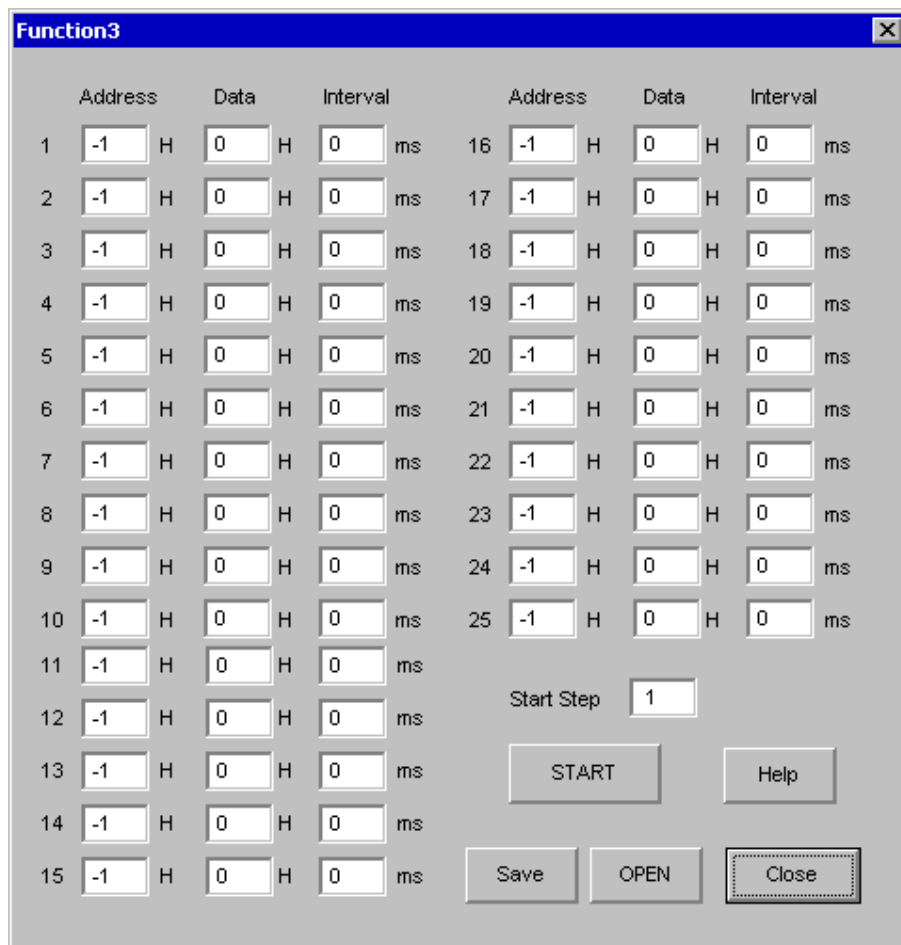 Function3
Address Data Interval Address Data Interval
1 -1 H 0 H 0 ms 16 -1 H 0 H 0 ms
2 -1 H 0 H 0 ms 17 -1 H 0 H 0 ms
3 -1 H 0 H 0 ms 18 -1 H 0 H 0 ms
4 -1 H 0 H 0 ms 19 -1 H 0 H 0 ms
5 -1 H 0 H 0 ms 20 -1 H 0 H 0 ms
6 -1 H 0 H 0 ms 21 -1 H 0 H 0 ms
7 -1 H 0 H 0 ms 22 -1 H 0 H 0 ms
8 -1 H 0 H 0 ms 23 -1 H 0 H 0 ms
9 -1 H 0 H 0 ms 24 -1 H 0 H 0 ms
10 -1 H 0 H 0 ms 25 -1 H 0 H 0 ms
11 -1 H 0 H 0 ms
12 -1 H 0 H 0 ms Start Step 1
13 -1 H 0 H 0 ms START Help
14 -1 H 0 H 0 ms
15 -1 H 0 H 0 ms Save OPEN Close